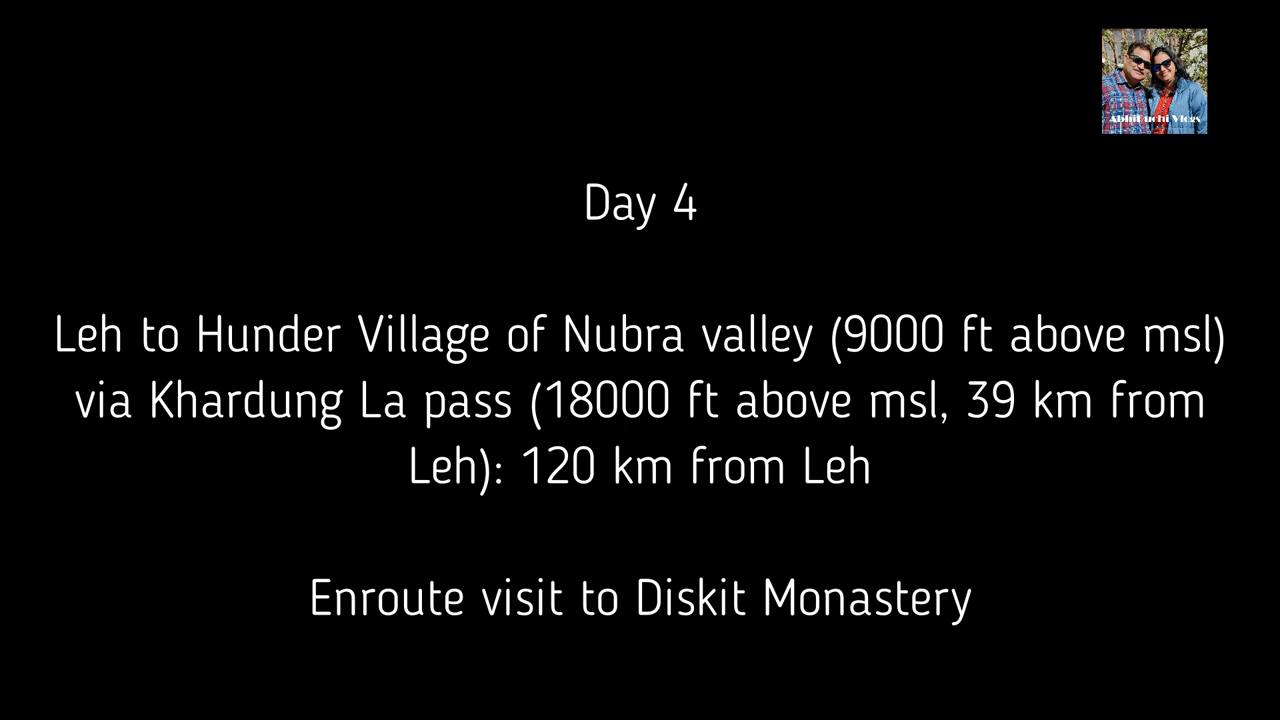 Day 4
Leh to Hunder Village of Nubra valley (9000 ft above msl)
via Khardung La pass (18000 ft above msl, 39 km from
Leh): 120 km from Leh
Enroute visit to Diskit Monastery